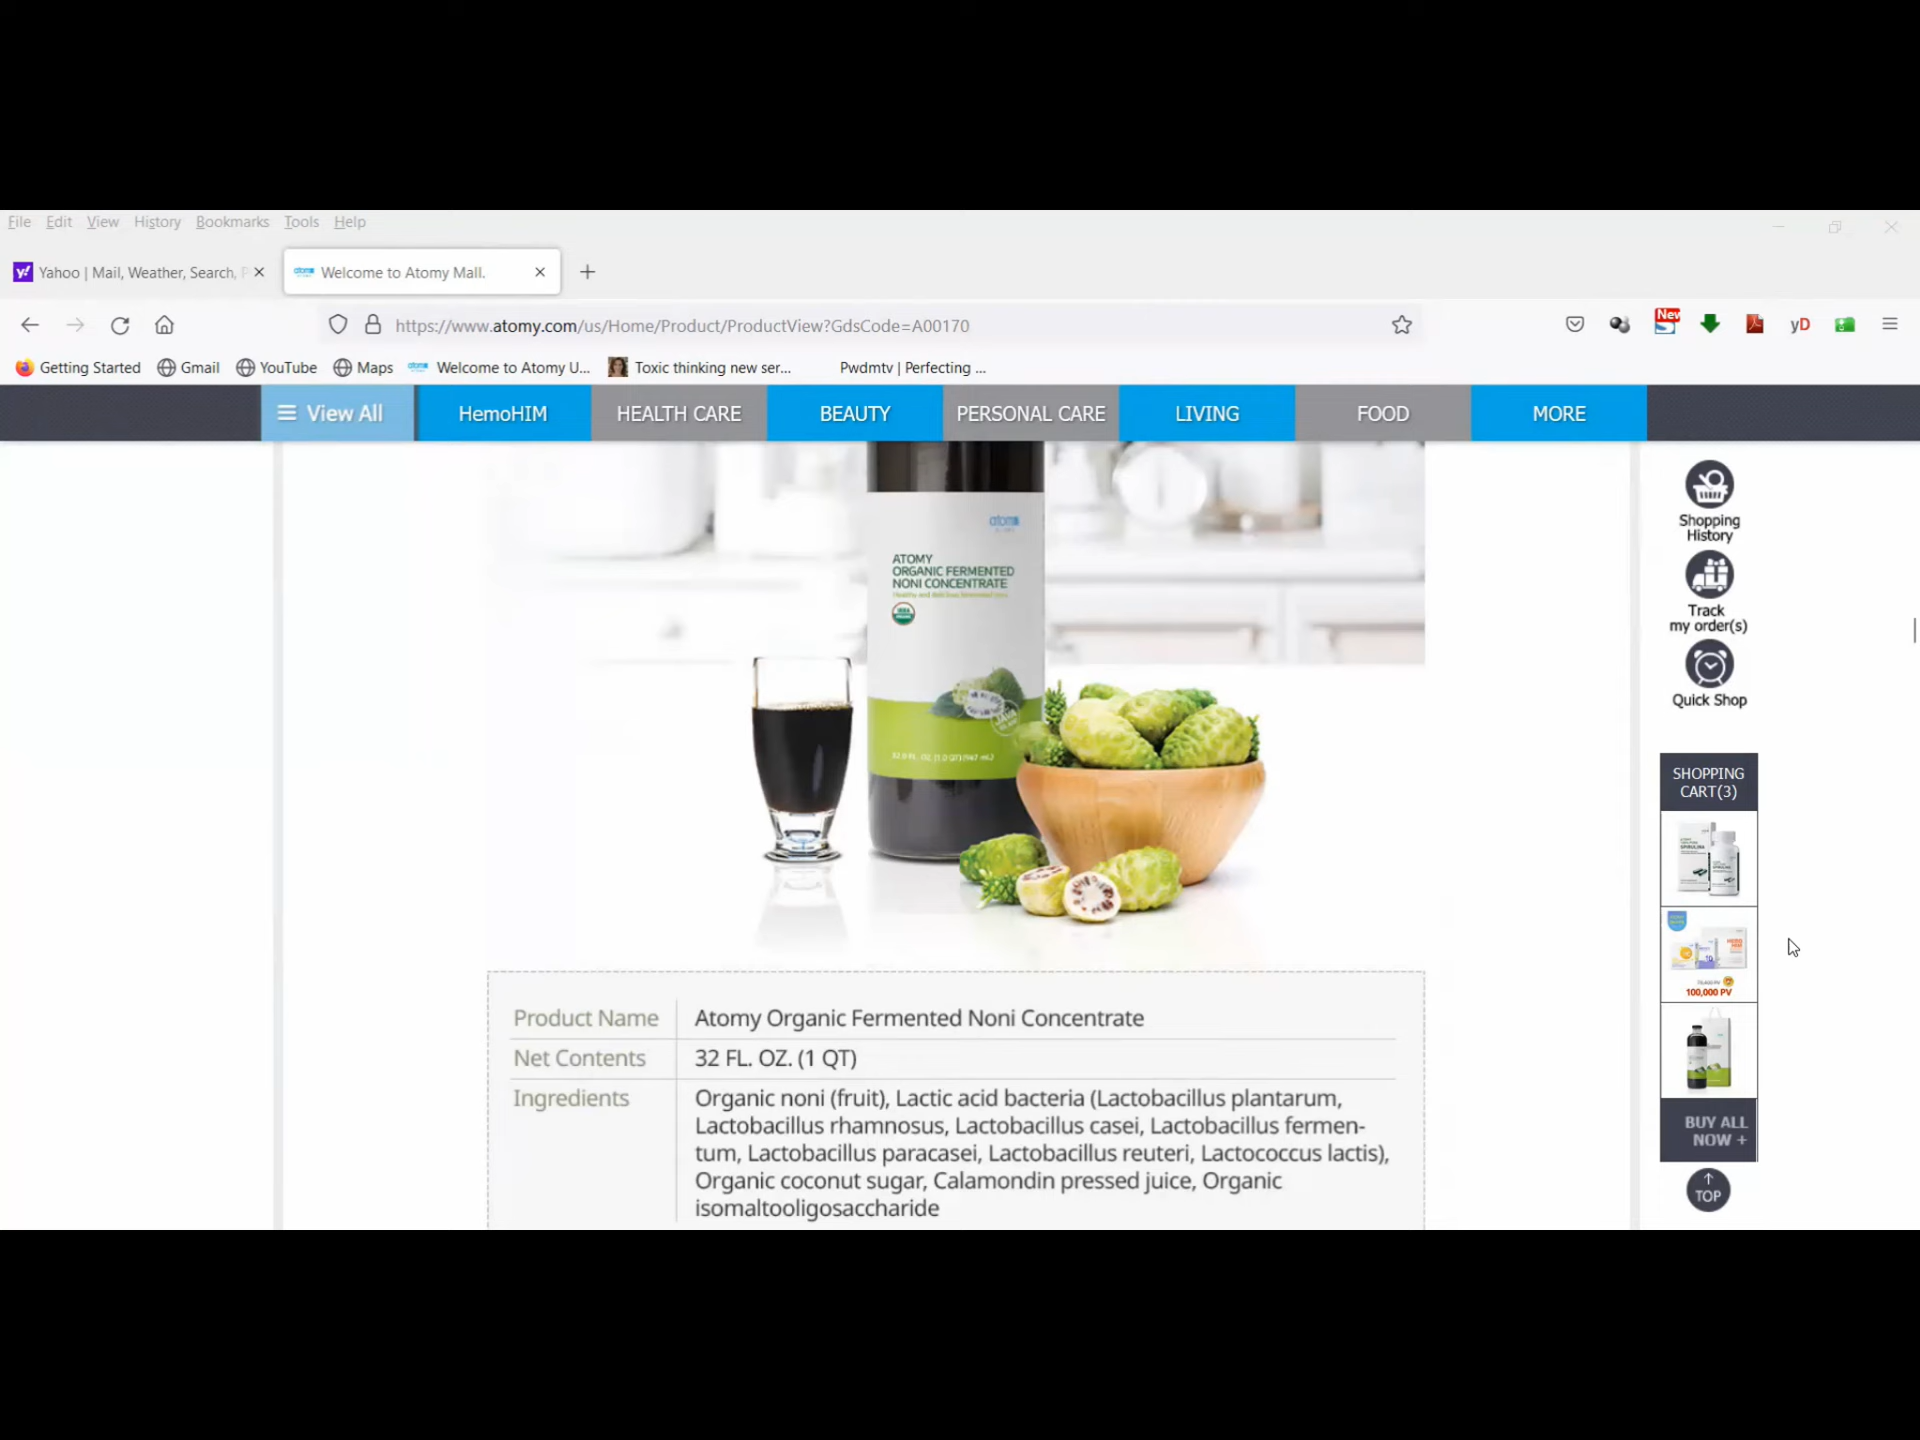 File Edit View History Bookmarks Tools Help
Yahoo | Mail, Weather, Search, P
Welcome to Atomy Mall.
https://www.atomy.com/us/Home/Product/ProductView?GdsCode=A00170
New
yD
Getting Started Gmail YouTube Maps Welcome to Atomy U... Toxic thinking new ser... Pwdmtv | Perfecting ...
View All HemoHIM HEALTH CARE BEAUTY PERSONAL CARE LIVING FOOD MORE
ATOMY
ORGANIC FERMENTED
NONI CONCENTRATE
Shopping
History
Track
my order(s)
Quick Shop
SHOPPING
CART(3)
SPIRULINA
100,000 PV
BUY ALL
NOW +
TOP
Product Name Atomy Organic Fermented Noni Concentrate
Net Contents 32 FL. OZ. (1 QT)
Ingredients Organic noni (fruit), Lactic acid bacteria (Lactobacillus plantarum,
Lactobacillus rhamnosus, Lactobacillus casei, Lactobacillus fermen-
tum, Lactobacillus paracasei, Lactobacillus reuteri, Lactococcus lactis),
Organic coconut sugar, Calamondin pressed juice, Organic
isomaltooligosaccharide